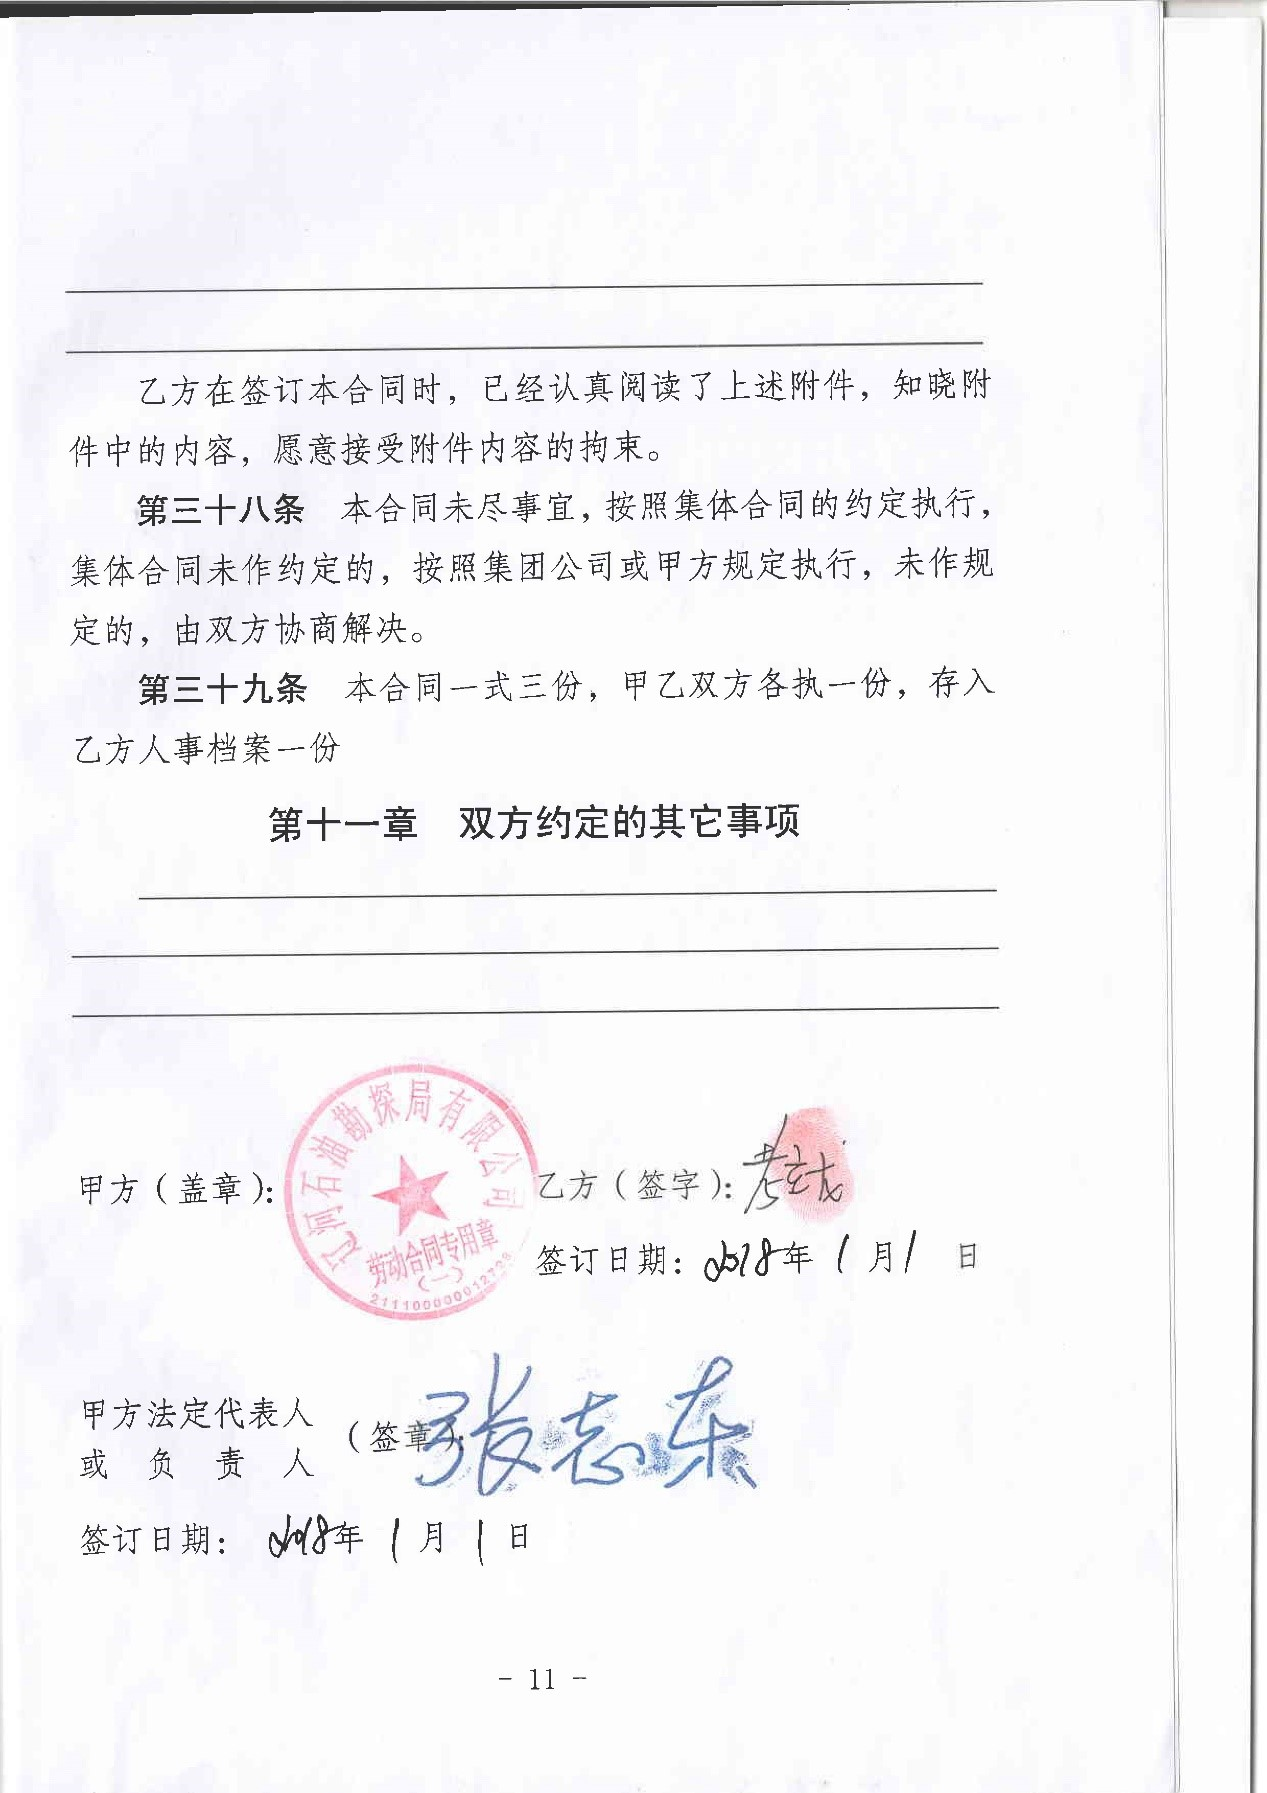 乙方在签订本合同时，已经认真阅读了上述附件，知晓附
件中的内容，愿意接受附件内容的拘束。
第三十八条 本合同未尽事宜，按照集体合同的约定执行，
集体合同未作约定的，按照集团公司或甲方规定执行，未作规
定的，由双方协商解决。
第三十九条 本合同一式三份，甲乙双方各执一份，存入
乙方人事档案一份
第十一章 双方约定的其它事项
辽河石油勘探局有限公司
劳动合同专用章
（一）
甲方（盖章）：
乙方（签字）：
签订日期：2018年1月1日
甲方法定代表人
或负责人
（签章）：张志东
签订日期：2018年1月1日
- 11 -